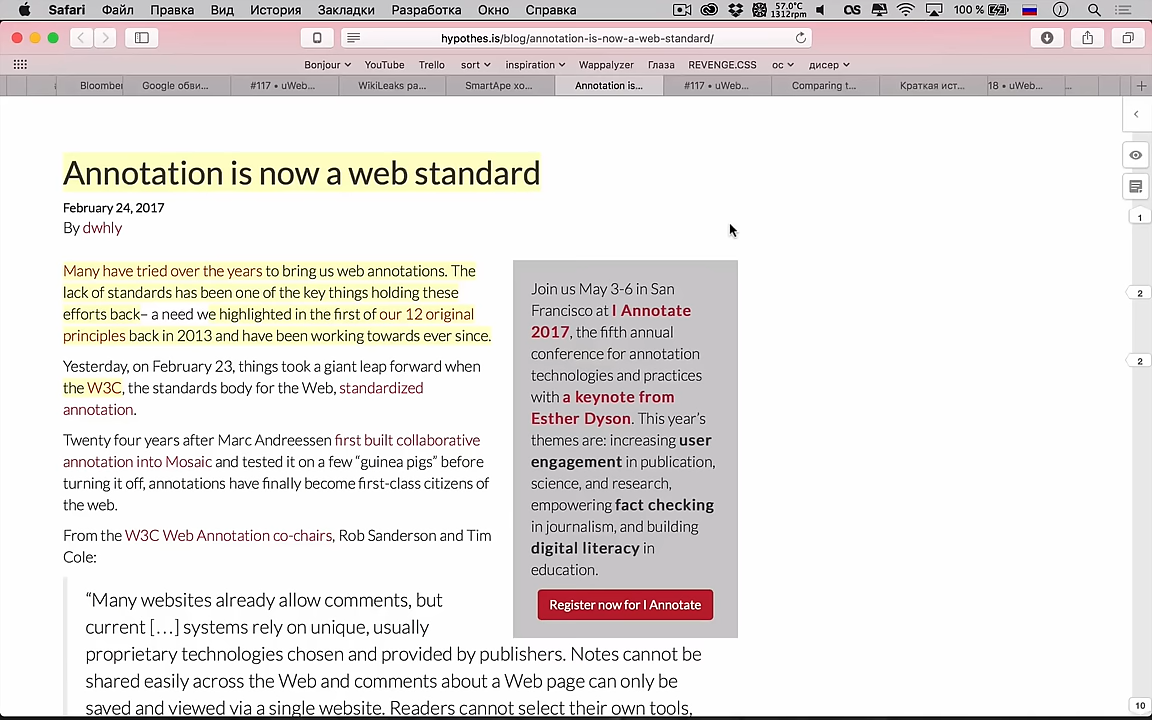 Safari Файл Правка Вид История Закладки Разработка Окно Справка 57.0°C 1312rpm 100 %
hypothes.is/blog/annotation-is-now-a-web-standard/
Bonjour YouTube Trello sort inspiration Wappalyzer Глаза REVENGE.CSS ос дисер
Bloomber Google обви... #117 • uWeb... WikiLeaks ра... SmartApe хо... Annotation is... #117 • uWeb... Comparing t... Краткая ист... 18 • uWeb...
Annotation is now a web standard
February 24, 2017
By dwhly
Many have tried over the years to bring us web annotations. The
lack of standards has been one of the key things holding these
efforts back– a need we highlighted in the first of our 12 original
principles back in 2013 and have been working towards ever since.
Yesterday, on February 23, things took a giant leap forward when
the W3C, the standards body for the Web, standardized
annotation.
Twenty four years after Marc Andreessen first built collaborative
annotation into Mosaic and tested it on a few “guinea pigs” before
turning it off, annotations have finally become first-class citizens of
the web.
From the W3C Web Annotation co-chairs, Rob Sanderson and Tim
Cole:
“Many websites already allow comments, but
current […] systems rely on unique, usually
proprietary technologies chosen and provided by publishers. Notes cannot be
shared easily across the Web and comments about a Web page can only be
saved and viewed via a single website. Readers cannot select their own tools,
Join us May 3-6 in San
Francisco at I Annotate
2017, the fifth annual
conference for annotation
technologies and practices
with a keynote from
Esther Dyson. This year’s
themes are: increasing user
engagement in publication,
science, and research,
empowering fact checking
in journalism, and building
digital literacy in
education.
Register now for I Annotate
1
2
2
10